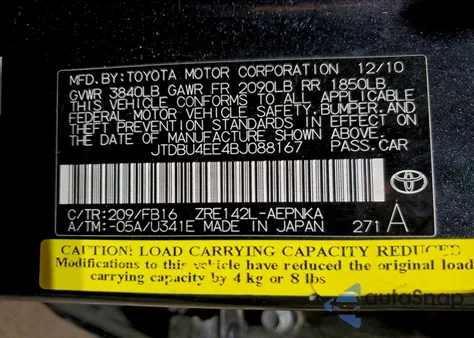 MFD. BY: TOYOTA MOTOR CORPORATION 12/10
GVWR 3840LB GAWR FR 2090LB RR 1850LB
THIS VEHICLE CONFORMS TO ALL APPLICABLE
FEDERAL MOTOR VEHICLE SAFETY, BUMPER, AND
THEFT PREVENTION STANDARDS IN EFFECT ON
THE DATE OF MANUFACTURE SHOWN ABOVE.
JTDBU4EE4BJ088167 PASS.CAR
TOYOTA
C/TR: 209/FB16 ZRE142L-AEPNKA
A/TM: -05A/U341E MADE IN JAPAN 271 A
CAUTION: LOAD CARRYING CAPACITY REDUCED
Modifications to this vehicle have reduced the original load
carrying capacity by 4 kg or 8 lbs
autoSnap